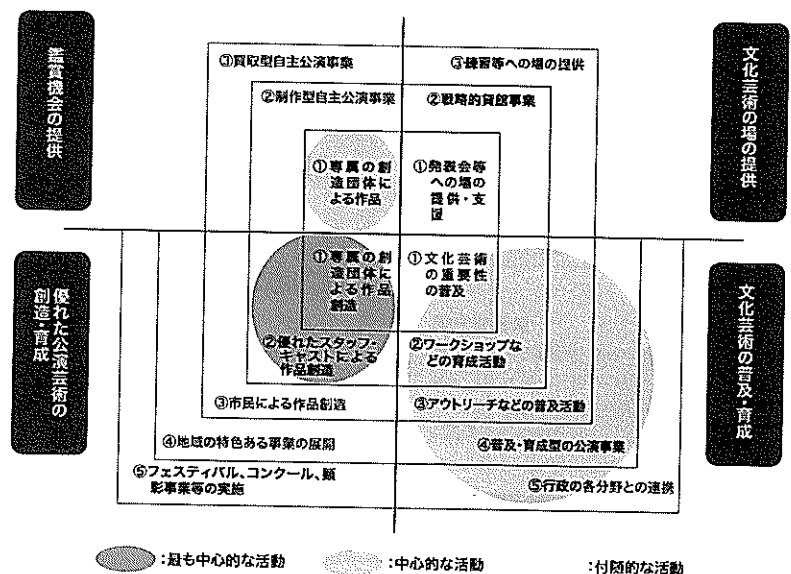 鑑賞機会の提供
文化芸術の場の提供
③買取型自主公演事業
③練習等への場の提供
②制作型自主公演事業
②戦略的貸館事業
①専属の創
造団体に
よる作品
①発表会等
への場の
提供・支
援
①専属の創
造団体に
よる作品
創造
①文化芸術
の重要性
の普及
優れた公演芸術の
創造・育成
文化芸術の普及・育成
②優れたスタッフ・
キャストによる
作品創造
②ワークショップな
どの育成活動
③市民による作品創造
③アウトリーチなどの普及活動
④地域の特色ある事業の展開
④普及・育成型の公演事業
⑤フェスティバル、コンクール、顕
彰事業等の実施
⑤行政の各分野との連携
:最も中心的な活動
:中心的な活動
:付随的な活動